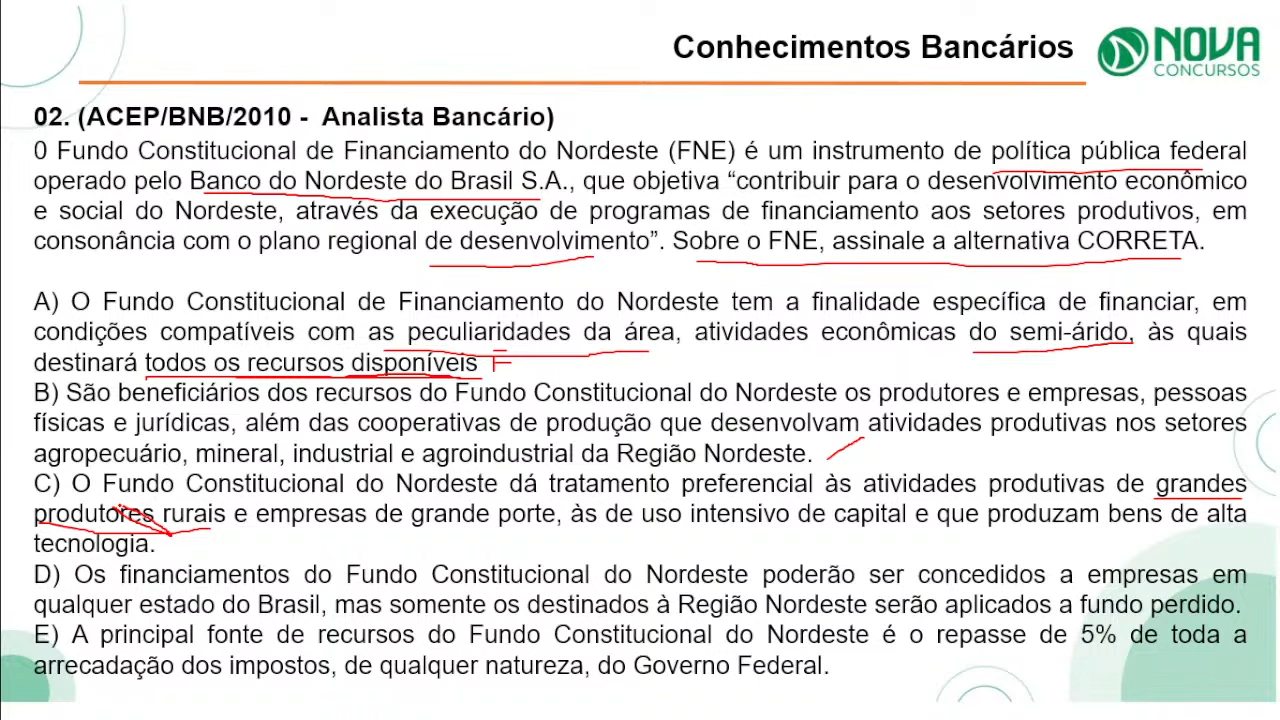 Conhecimentos Bancários
NOVA
CONCURSOS
02. (ACEP/BNB/2010 - Analista Bancário)
0 Fundo Constitucional de Financiamento do Nordeste (FNE) é um instrumento de política pública federal
operado pelo Banco do Nordeste do Brasil S.A., que objetiva “contribuir para o desenvolvimento econômico
e social do Nordeste, através da execução de programas de financiamento aos setores produtivos, em
consonância com o plano regional de desenvolvimento”. Sobre o FNE, assinale a alternativa CORRETA.
A) O Fundo Constitucional de Financiamento do Nordeste tem a finalidade específica de financiar, em
condições compatíveis com as peculiaridades da área, atividades econômicas do semi-árido, às quais
destinará todos os recursos disponíveis F
B) São beneficiários dos recursos do Fundo Constitucional do Nordeste os produtores e empresas, pessoas
físicas e jurídicas, além das cooperativas de produção que desenvolvam atividades produtivas nos setores
agropecuário, mineral, industrial e agroindustrial da Região Nordeste.
C) O Fundo Constitucional do Nordeste dá tratamento preferencial às atividades produtivas de grandes
produtores rurais e empresas de grande porte, às de uso intensivo de capital e que produzam bens de alta
tecnologia.
D) Os financiamentos do Fundo Constitucional do Nordeste poderão ser concedidos a empresas em
qualquer estado do Brasil, mas somente os destinados à Região Nordeste serão aplicados a fundo perdido.
E) A principal fonte de recursos do Fundo Constitucional do Nordeste é o repasse de 5% de toda a
arrecadação dos impostos, de qualquer natureza, do Governo Federal.